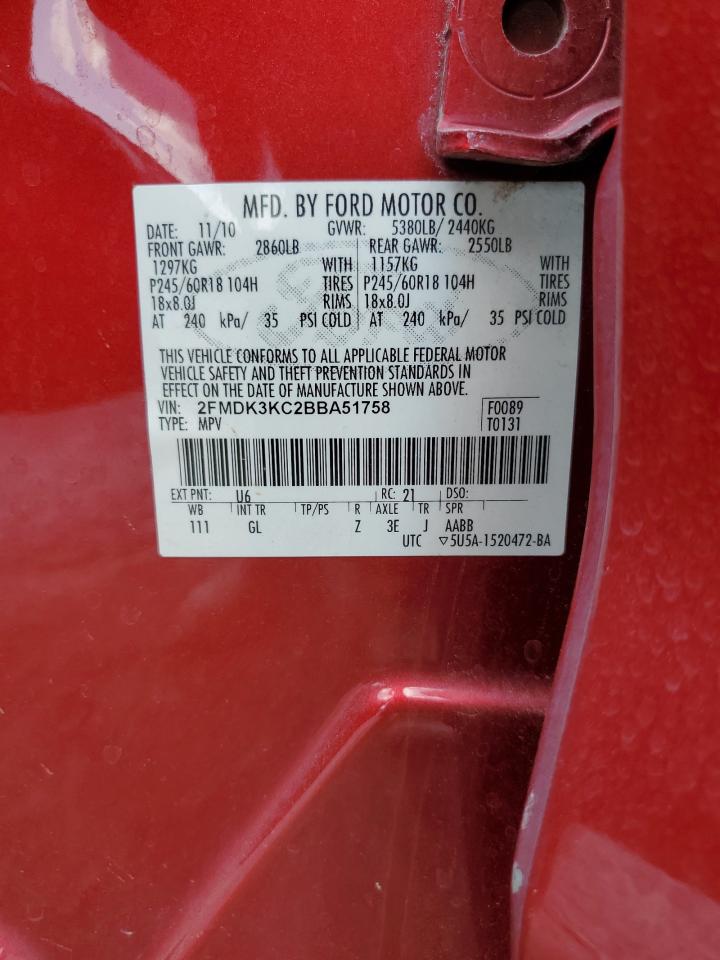 MFD. BY FORD MOTOR CO.
DATE: 11/10 GVWR: 5380LB/ 2440KG
FRONT GAWR: 2860LB REAR GAWR: 2550LB
1297KG WITH 1157KG WITH
P245/60R18 104H TIRES P245/60R18 104H TIRES
18x8.0J RIMS 18x8.0J RIMS
AT 240 kPa/ 35 PSI COLD AT 240 kPa/ 35 PSI COLD
THIS VEHICLE CONFORMS TO ALL APPLICABLE FEDERAL MOTOR
VEHICLE SAFETY AND THEFT PREVENTION STANDARDS IN
EFFECT ON THE DATE OF MANUFACTURE SHOWN ABOVE.
VIN: 2FMDK3KC2BBA51758 F0089
TYPE: MPV T0131
EXT PNT: U6 RC: 21 DSO:
WB INT TR TP/PS R AXLE TR SPR
111 GL Z 3E J AABB
UTC ▽5U5A-1520472-BA